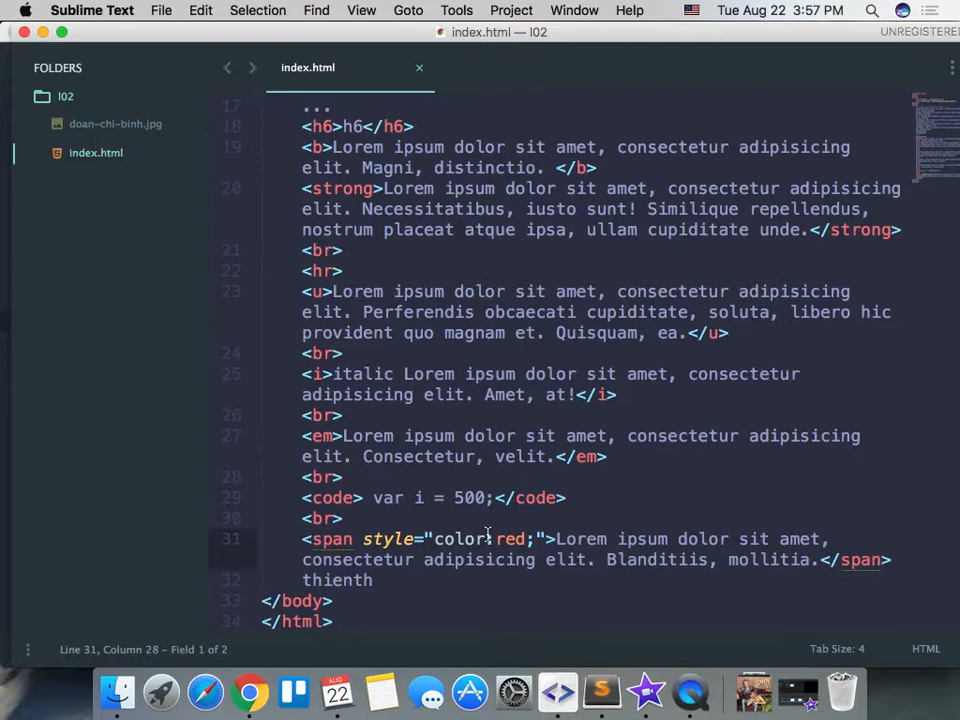 Sublime Text File Edit Selection Find View Goto Tools Project Window Help Tue Aug 22 3:57 PM
index.html — l02 UNREGISTERED
FOLDERS
l02
doan-chi-binh.jpg
index.html
index.html ×
17 ...
18 <h6>h6</h6>
19 <b>Lorem ipsum dolor sit amet, consectetur adipisicing
elit. Magni, distinctio. </b>
20 <strong>Lorem ipsum dolor sit amet, consectetur adipisicing
elit. Necessitatibus, iusto sunt! Similique repellendus,
nostrum placeat atque ipsa, ullam cupiditate unde.</strong>
21 <br>
22 <hr>
23 <u>Lorem ipsum dolor sit amet, consectetur adipisicing
elit. Perferendis obcaecati cupiditate, soluta, libero hic
provident quo magnam et. Quisquam, ea.</u>
24 <br>
25 <i>italic Lorem ipsum dolor sit amet, consectetur
adipisicing elit. Amet, at!</i>
26 <br>
27 <em>Lorem ipsum dolor sit amet, consectetur adipisicing
elit. Consectetur, velit.</em>
28 <br>
29 <code> var i = 500;</code>
30 <br>
31 <span style="color:red;">Lorem ipsum dolor sit amet,
consectetur adipisicing elit. Blanditiis, mollitia.</span>
32 thienth
33 </body>
34 </html>
Line 31, Column 28 - Field 1 of 2 Tab Size: 4 HTML
AUG
22